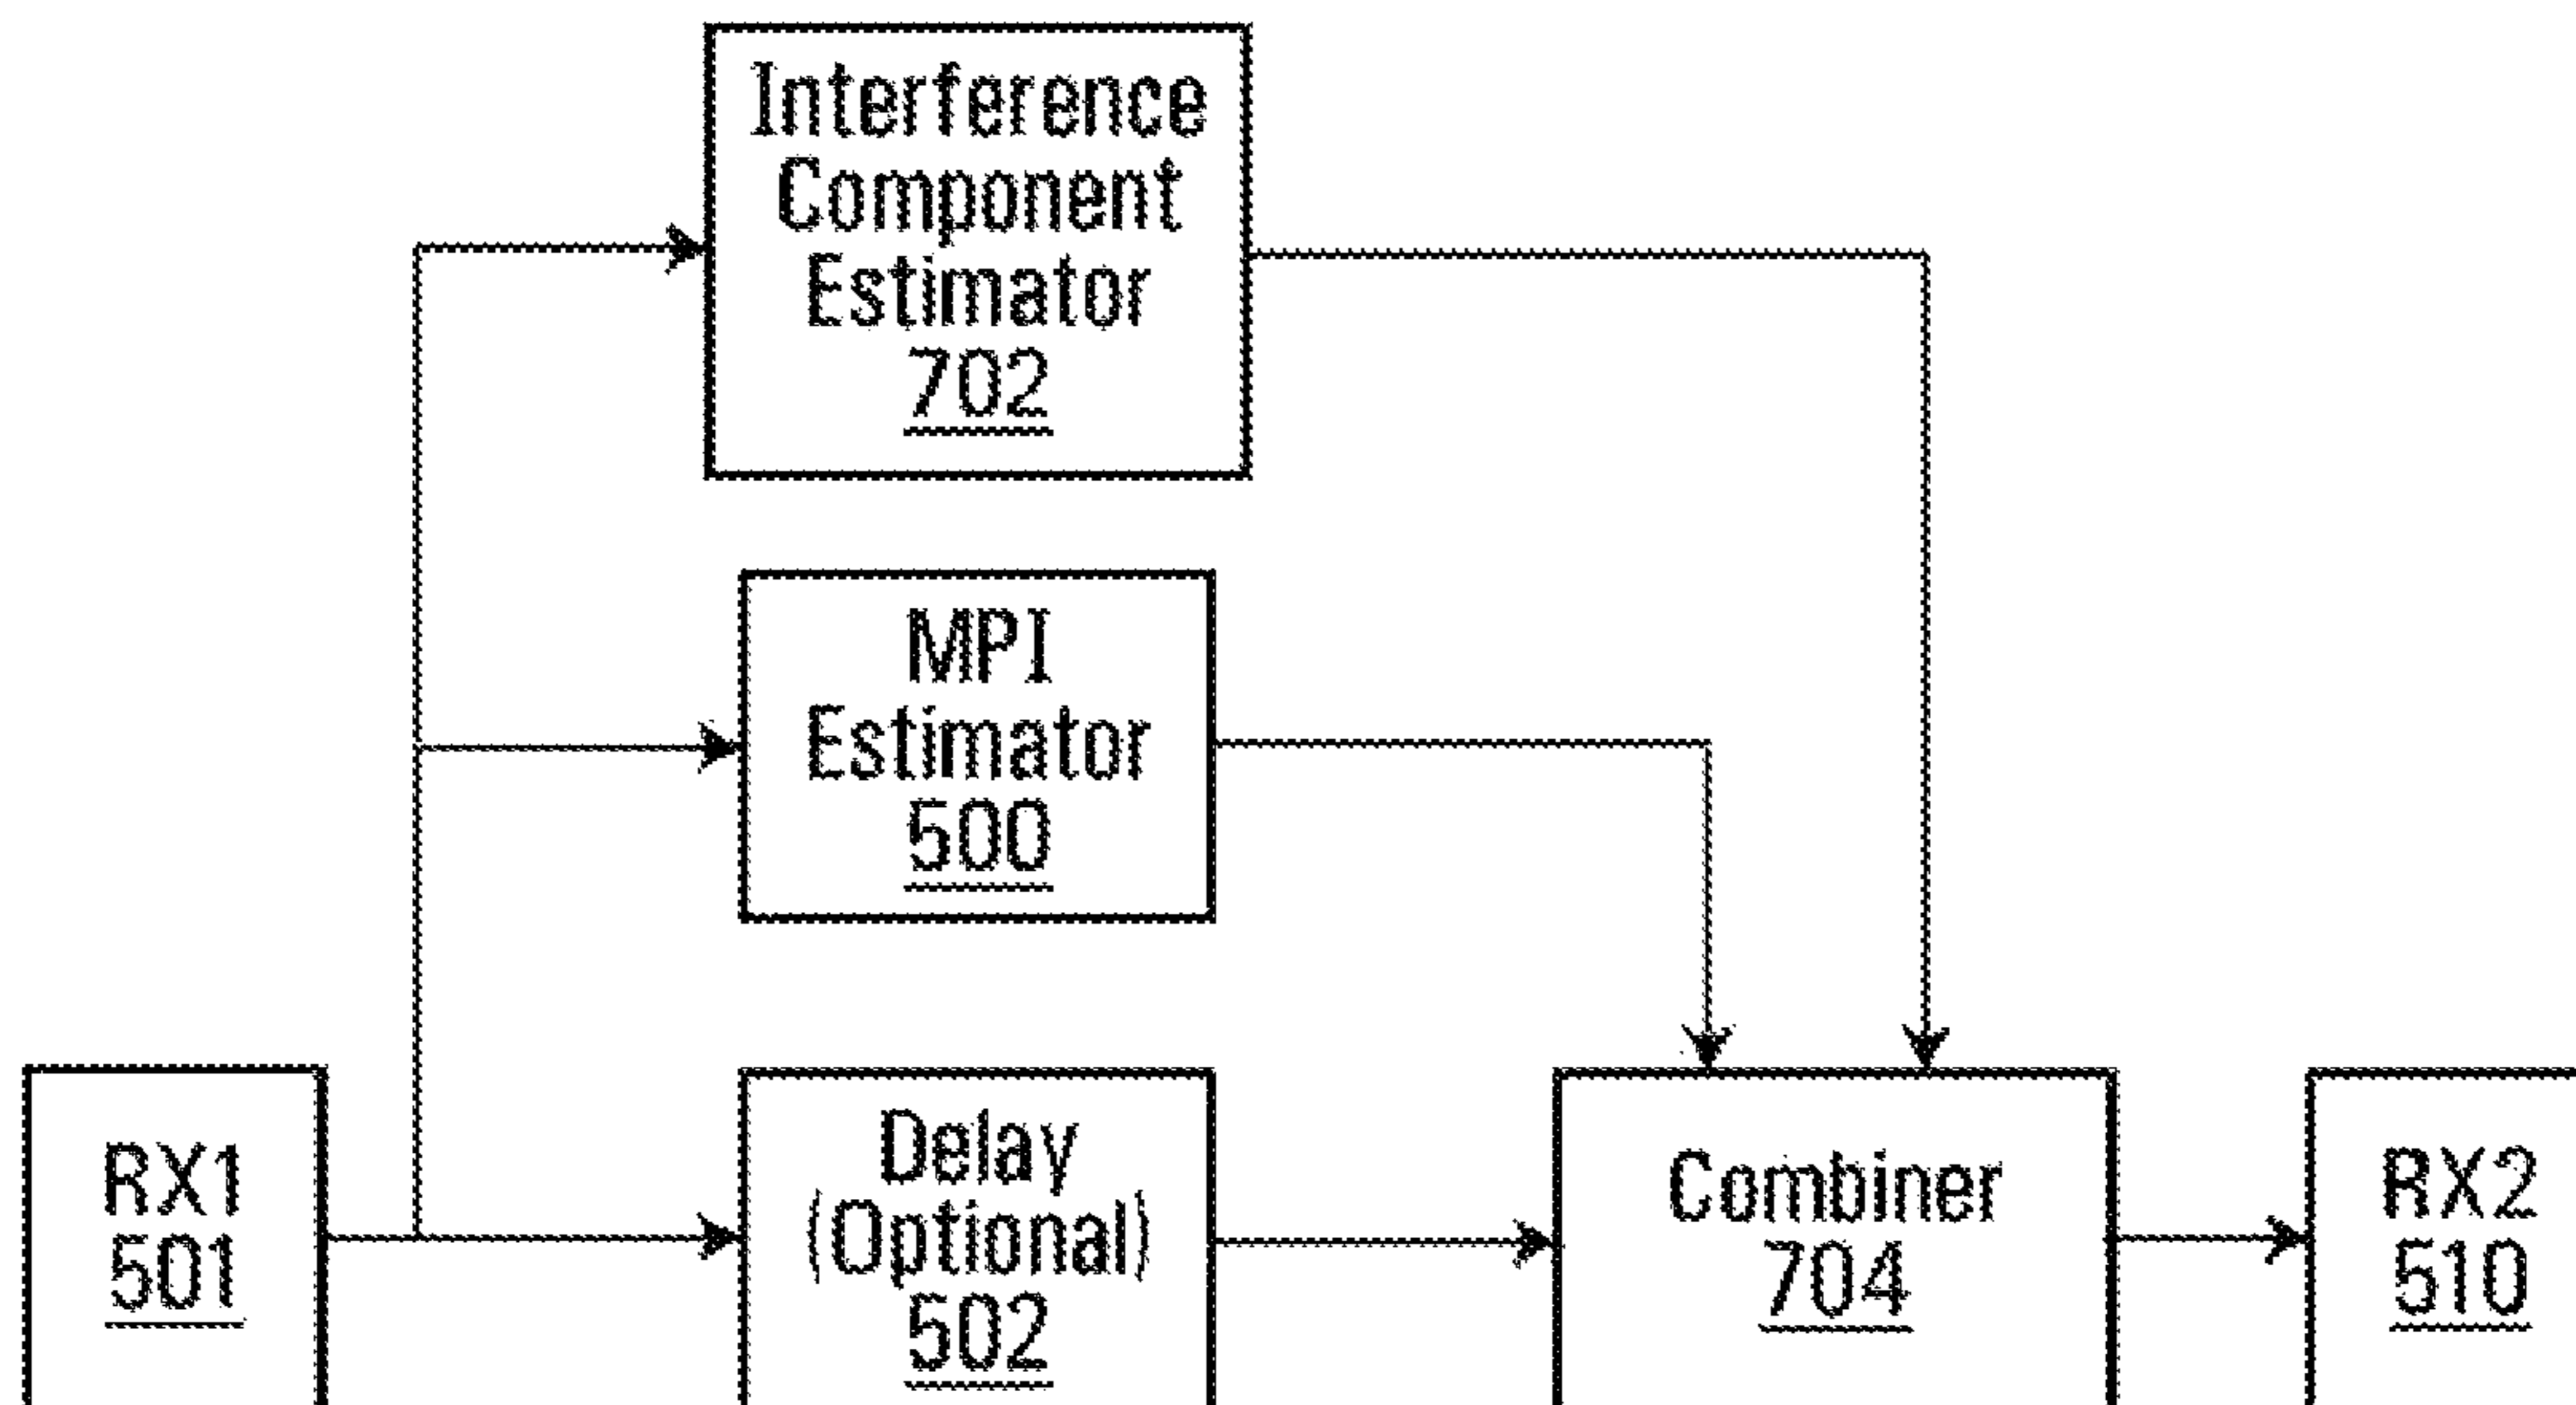 Interference
Component
Estimator
702
MPI
Estimator
500
RX1
501
Delay
(Optional)
502
Combiner
704
RX2
510